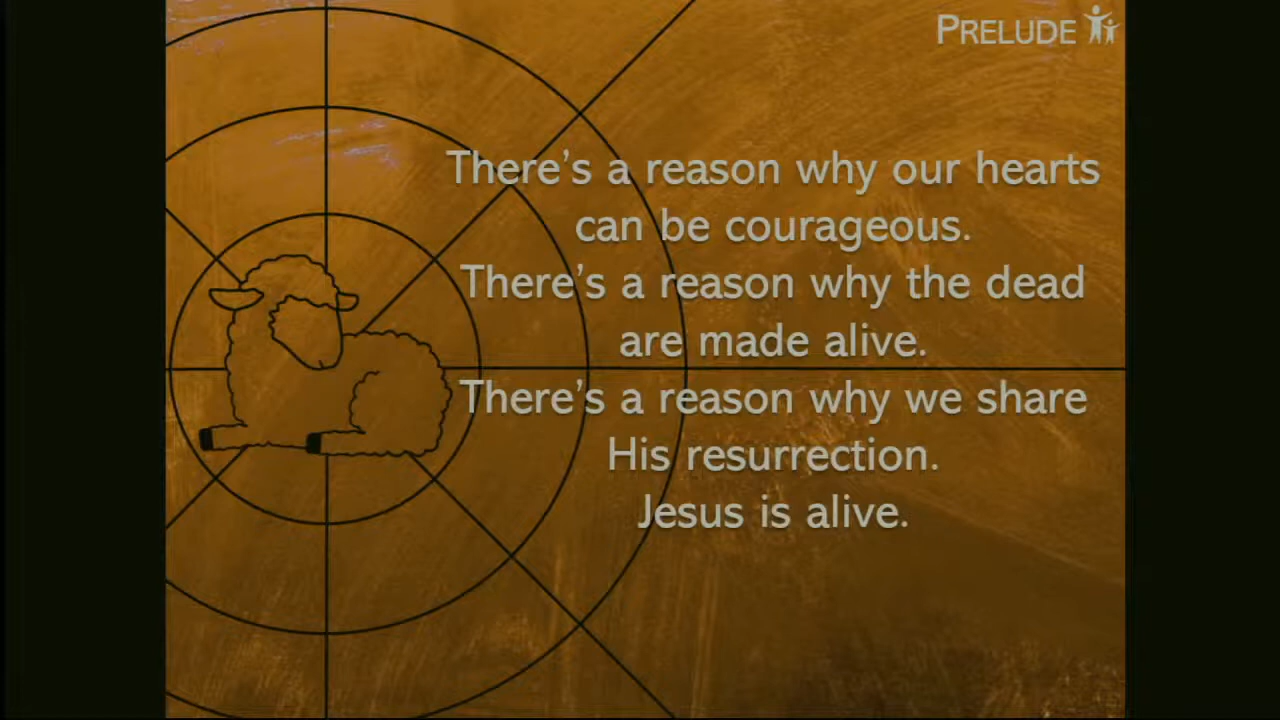 PRELUDE
There's a reason why our hearts
can be courageous.
There's a reason why the dead
are made alive.
There's a reason why we share
His resurrection.
Jesus is alive.